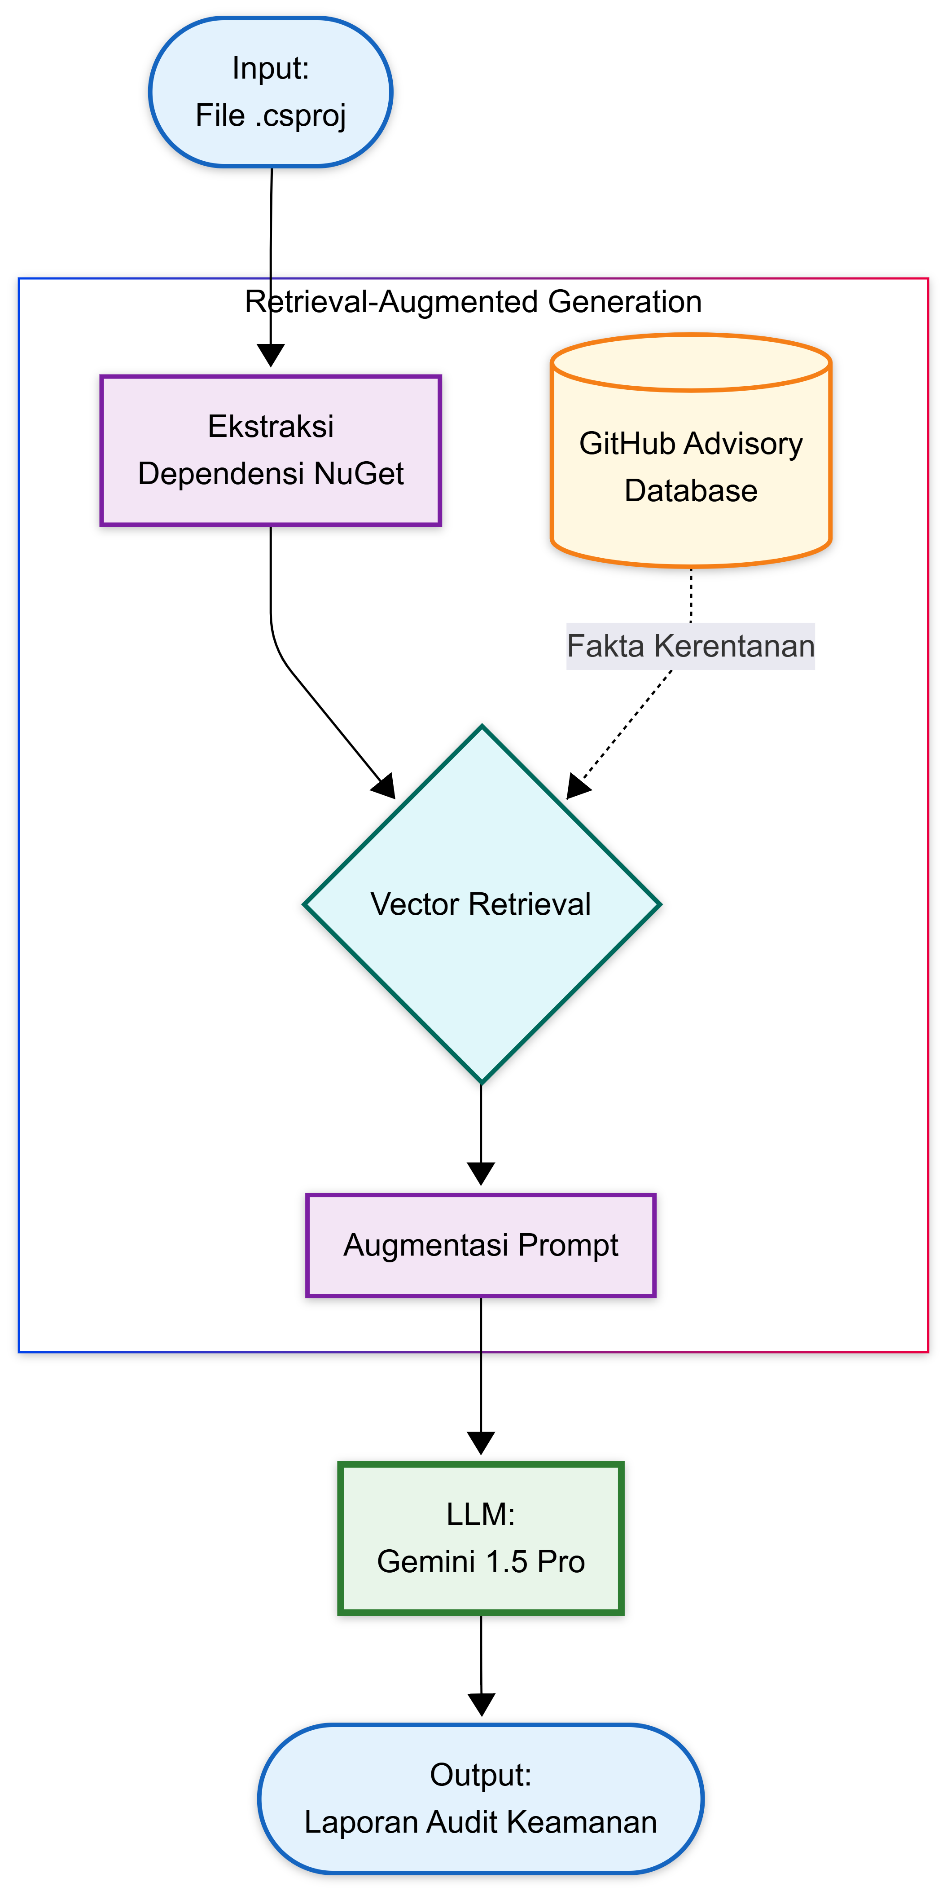 Input:
File .csproj
Retrieval-Augmented Generation
Ekstraksi
Dependensi NuGet
GitHub Advisory
Database
Fakta Kerentanan
Vector Retrieval
Augmentasi Prompt
LLM:
Gemini 1.5 Pro
Output:
Laporan Audit Keamanan